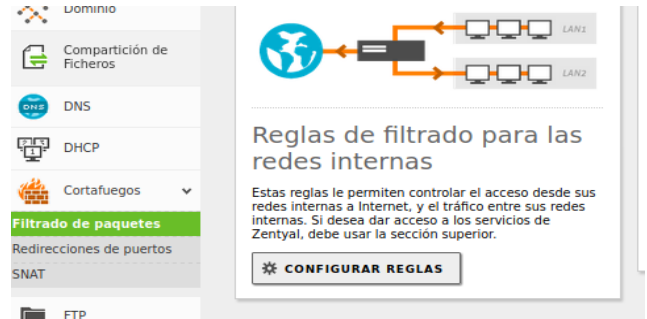 Dominio
Compartición de
Ficheros
DNS
DNS
DHCP
1
Cortafuegos
Filtrado de paquetes
Redirecciones de puertos
SNAT
FTP
LAN1
LAN2
Reglas de filtrado para las
redes internas
Estas reglas le permiten controlar el acceso desde sus
redes internas a Internet, y el tráfico entre sus redes
internas. Si desea dar acceso a los servicios de
Zentyal, debe usar la sección superior.
CONFIGURAR REGLAS